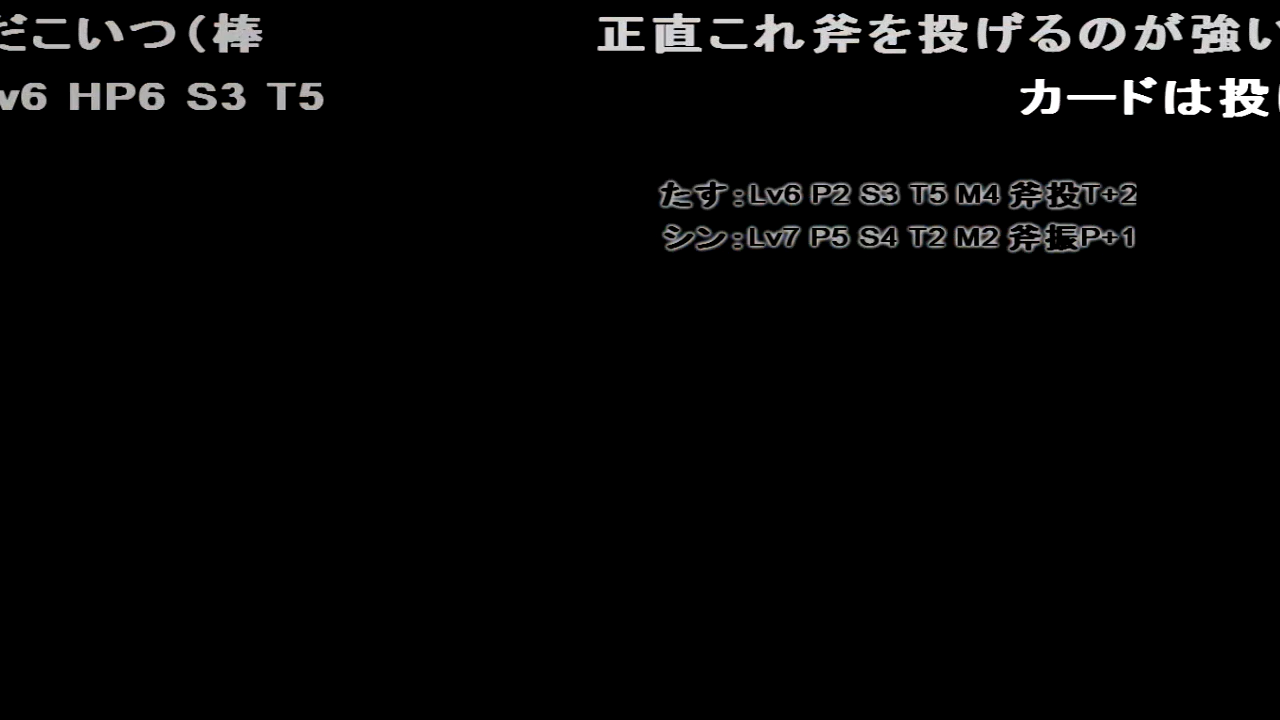 だこいつ(棒
正直これ斧を投げるのが強い
v6 HP6 S3 T5
カードは投
たす:Lv6 P2 S3 T5 M4 斧投T+2
シン:Lv7 P5 S4 T2 M2 斧振P+1